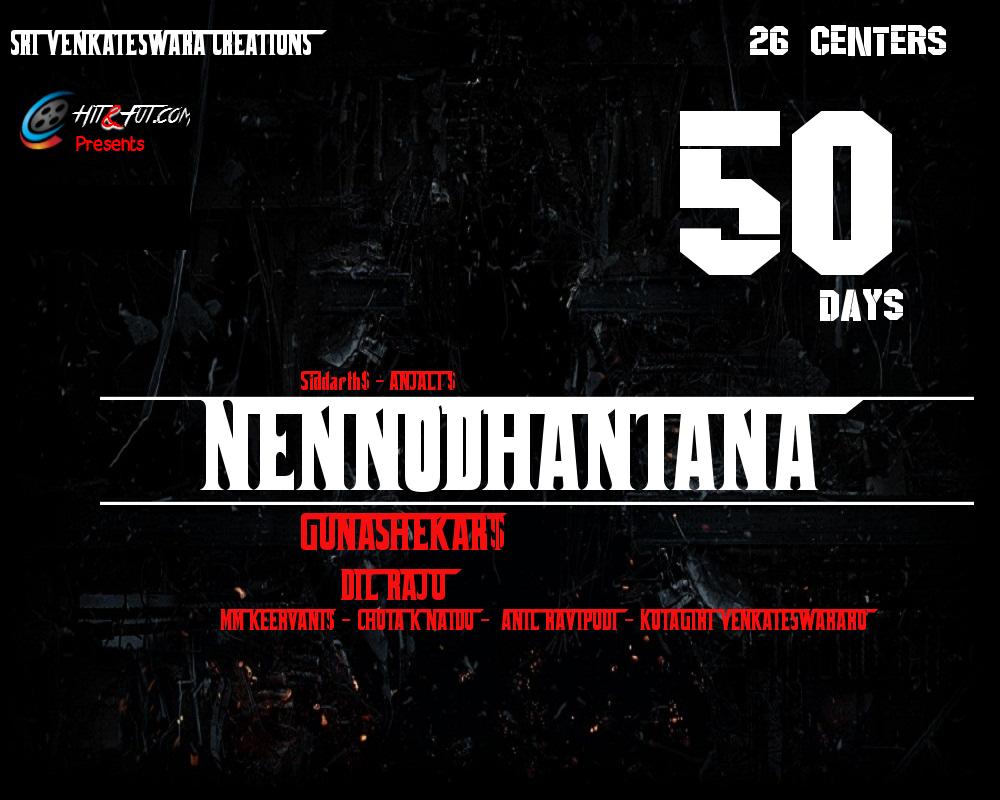 SRI VENKATESWARA CREATIONS
26 CENTERS
HIT&FUT.COM
Presents
50
DAYS
Siddarth$ - ANJALI $
NENNODHANTANA
GUNASHEKAR$
DIL RAJU
MM KEERVANI$ - CHOTA K NAIDU - ANIL RAVIPUDI - KOTAGIRI VENKATESWARARO